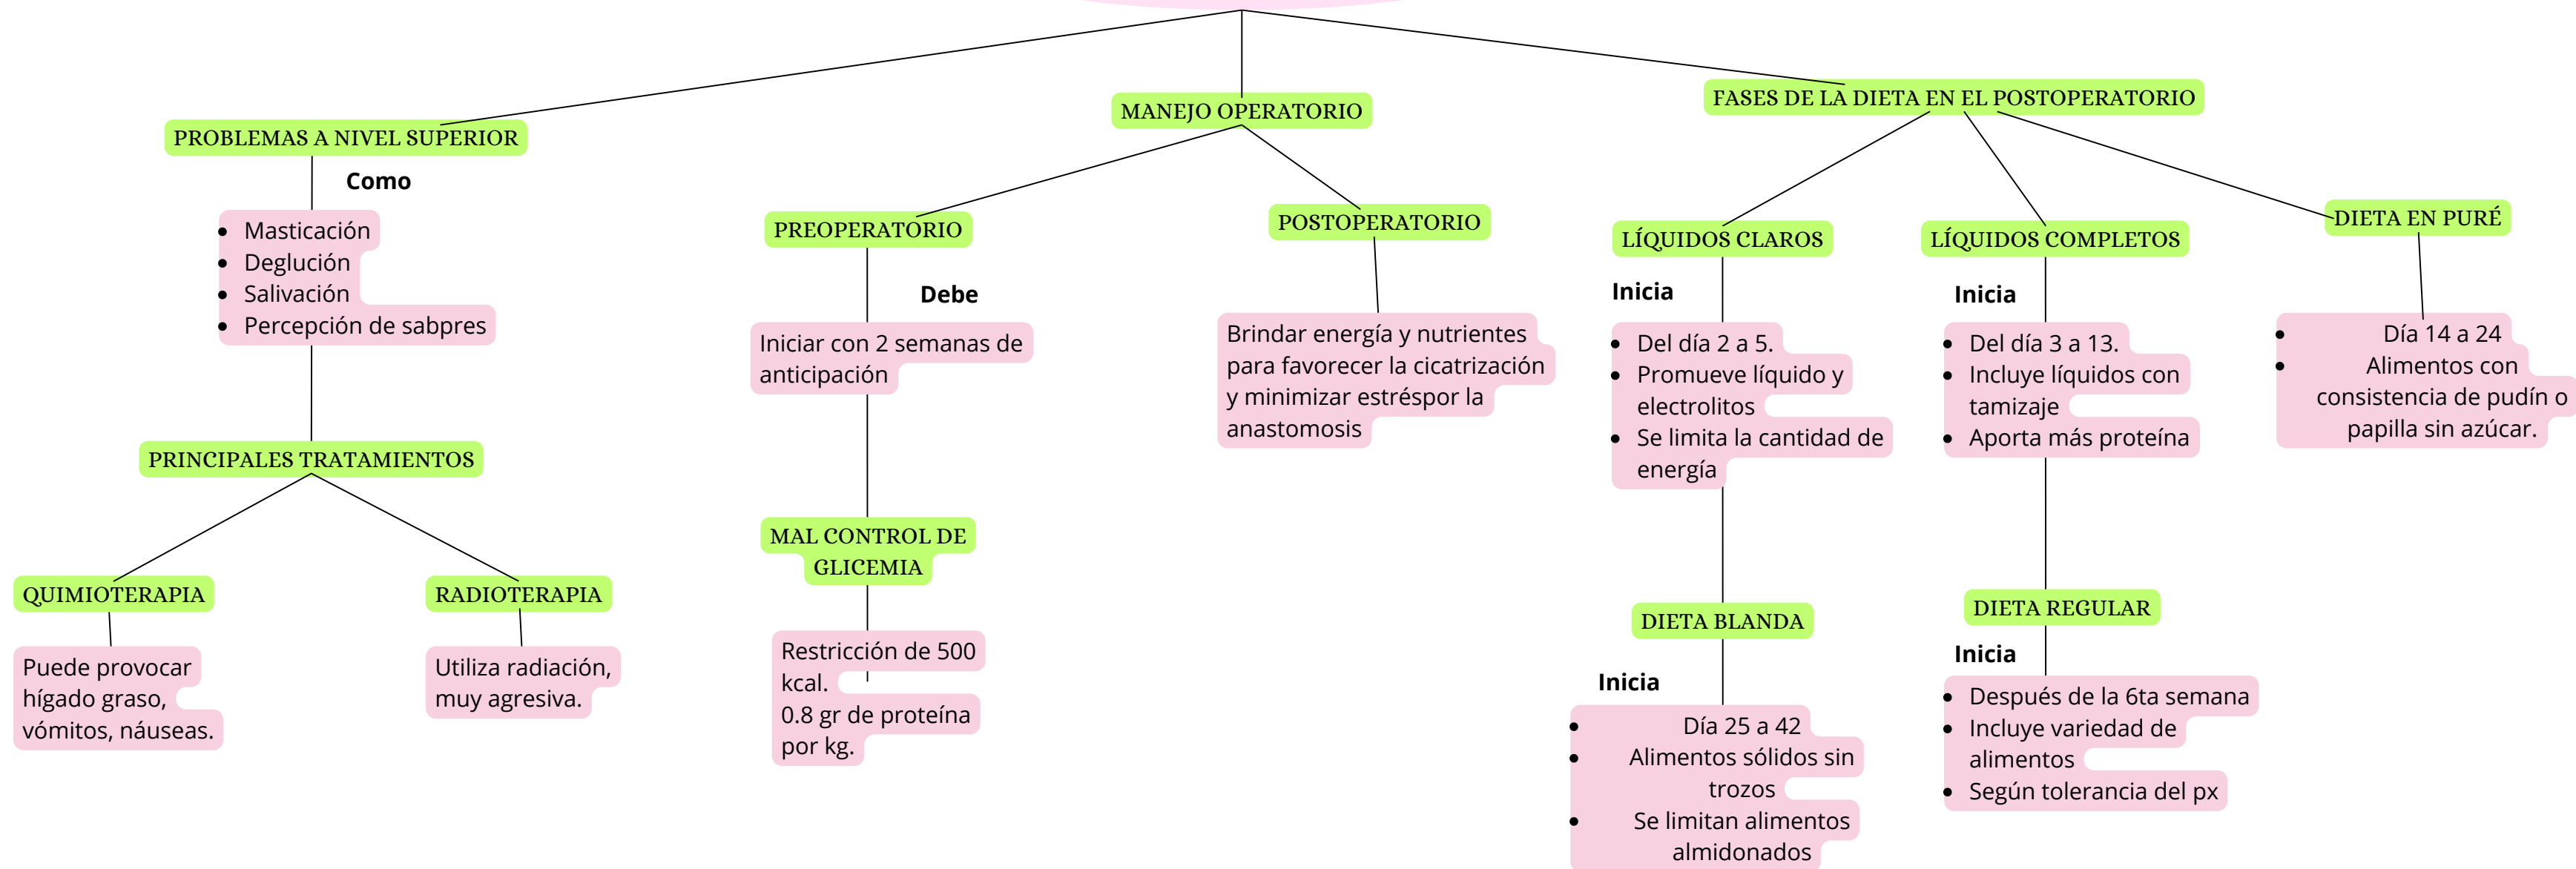 PROBLEMAS A NIVEL SUPERIOR
Como
• Masticación
• Deglución
• Salivación
• Percepción de sabpres
PRINCIPALES TRATAMIENTOS
QUIMIOTERAPIA
Puede provocar
hígado graso,
vómitos, náuseas.
RADIOTERAPIA
Utiliza radiación,
muy agresiva.
MANEJO OPERATORIO
PREOPERATORIO
Debe
Iniciar con 2 semanas de
anticipación
MAL CONTROL DE
GLICEMIA
Restricción de 500
kcal.
0.8 gr de proteína
por kg.
POSTOPERATORIO
Brindar energía y nutrientes
para favorecer la cicatrización
y minimizar estréspor la
anastomosis
FASES DE LA DIETA EN EL POSTOPERATORIO
LÍQUIDOS CLAROS
Inicia
• Del día 2 a 5.
• Promueve líquido y
electrolitos
• Se limita la cantidad de
energía
DIETA BLANDA
Inicia
• Día 25 a 42
• Alimentos sólidos sin
trozos
• Se limitan alimentos
almidonados
LÍQUIDOS COMPLETOS
Inicia
• Del día 3 a 13.
• Incluye líquidos con
tamizaje
• Aporta más proteína
DIETA REGULAR
Inicia
• Después de la 6ta semana
• Incluye variedad de
alimentos
• Según tolerancia del px
DIETA EN PURÉ
• Día 14 a 24
• Alimentos con
consistencia de pudín o
papilla sin azúcar.